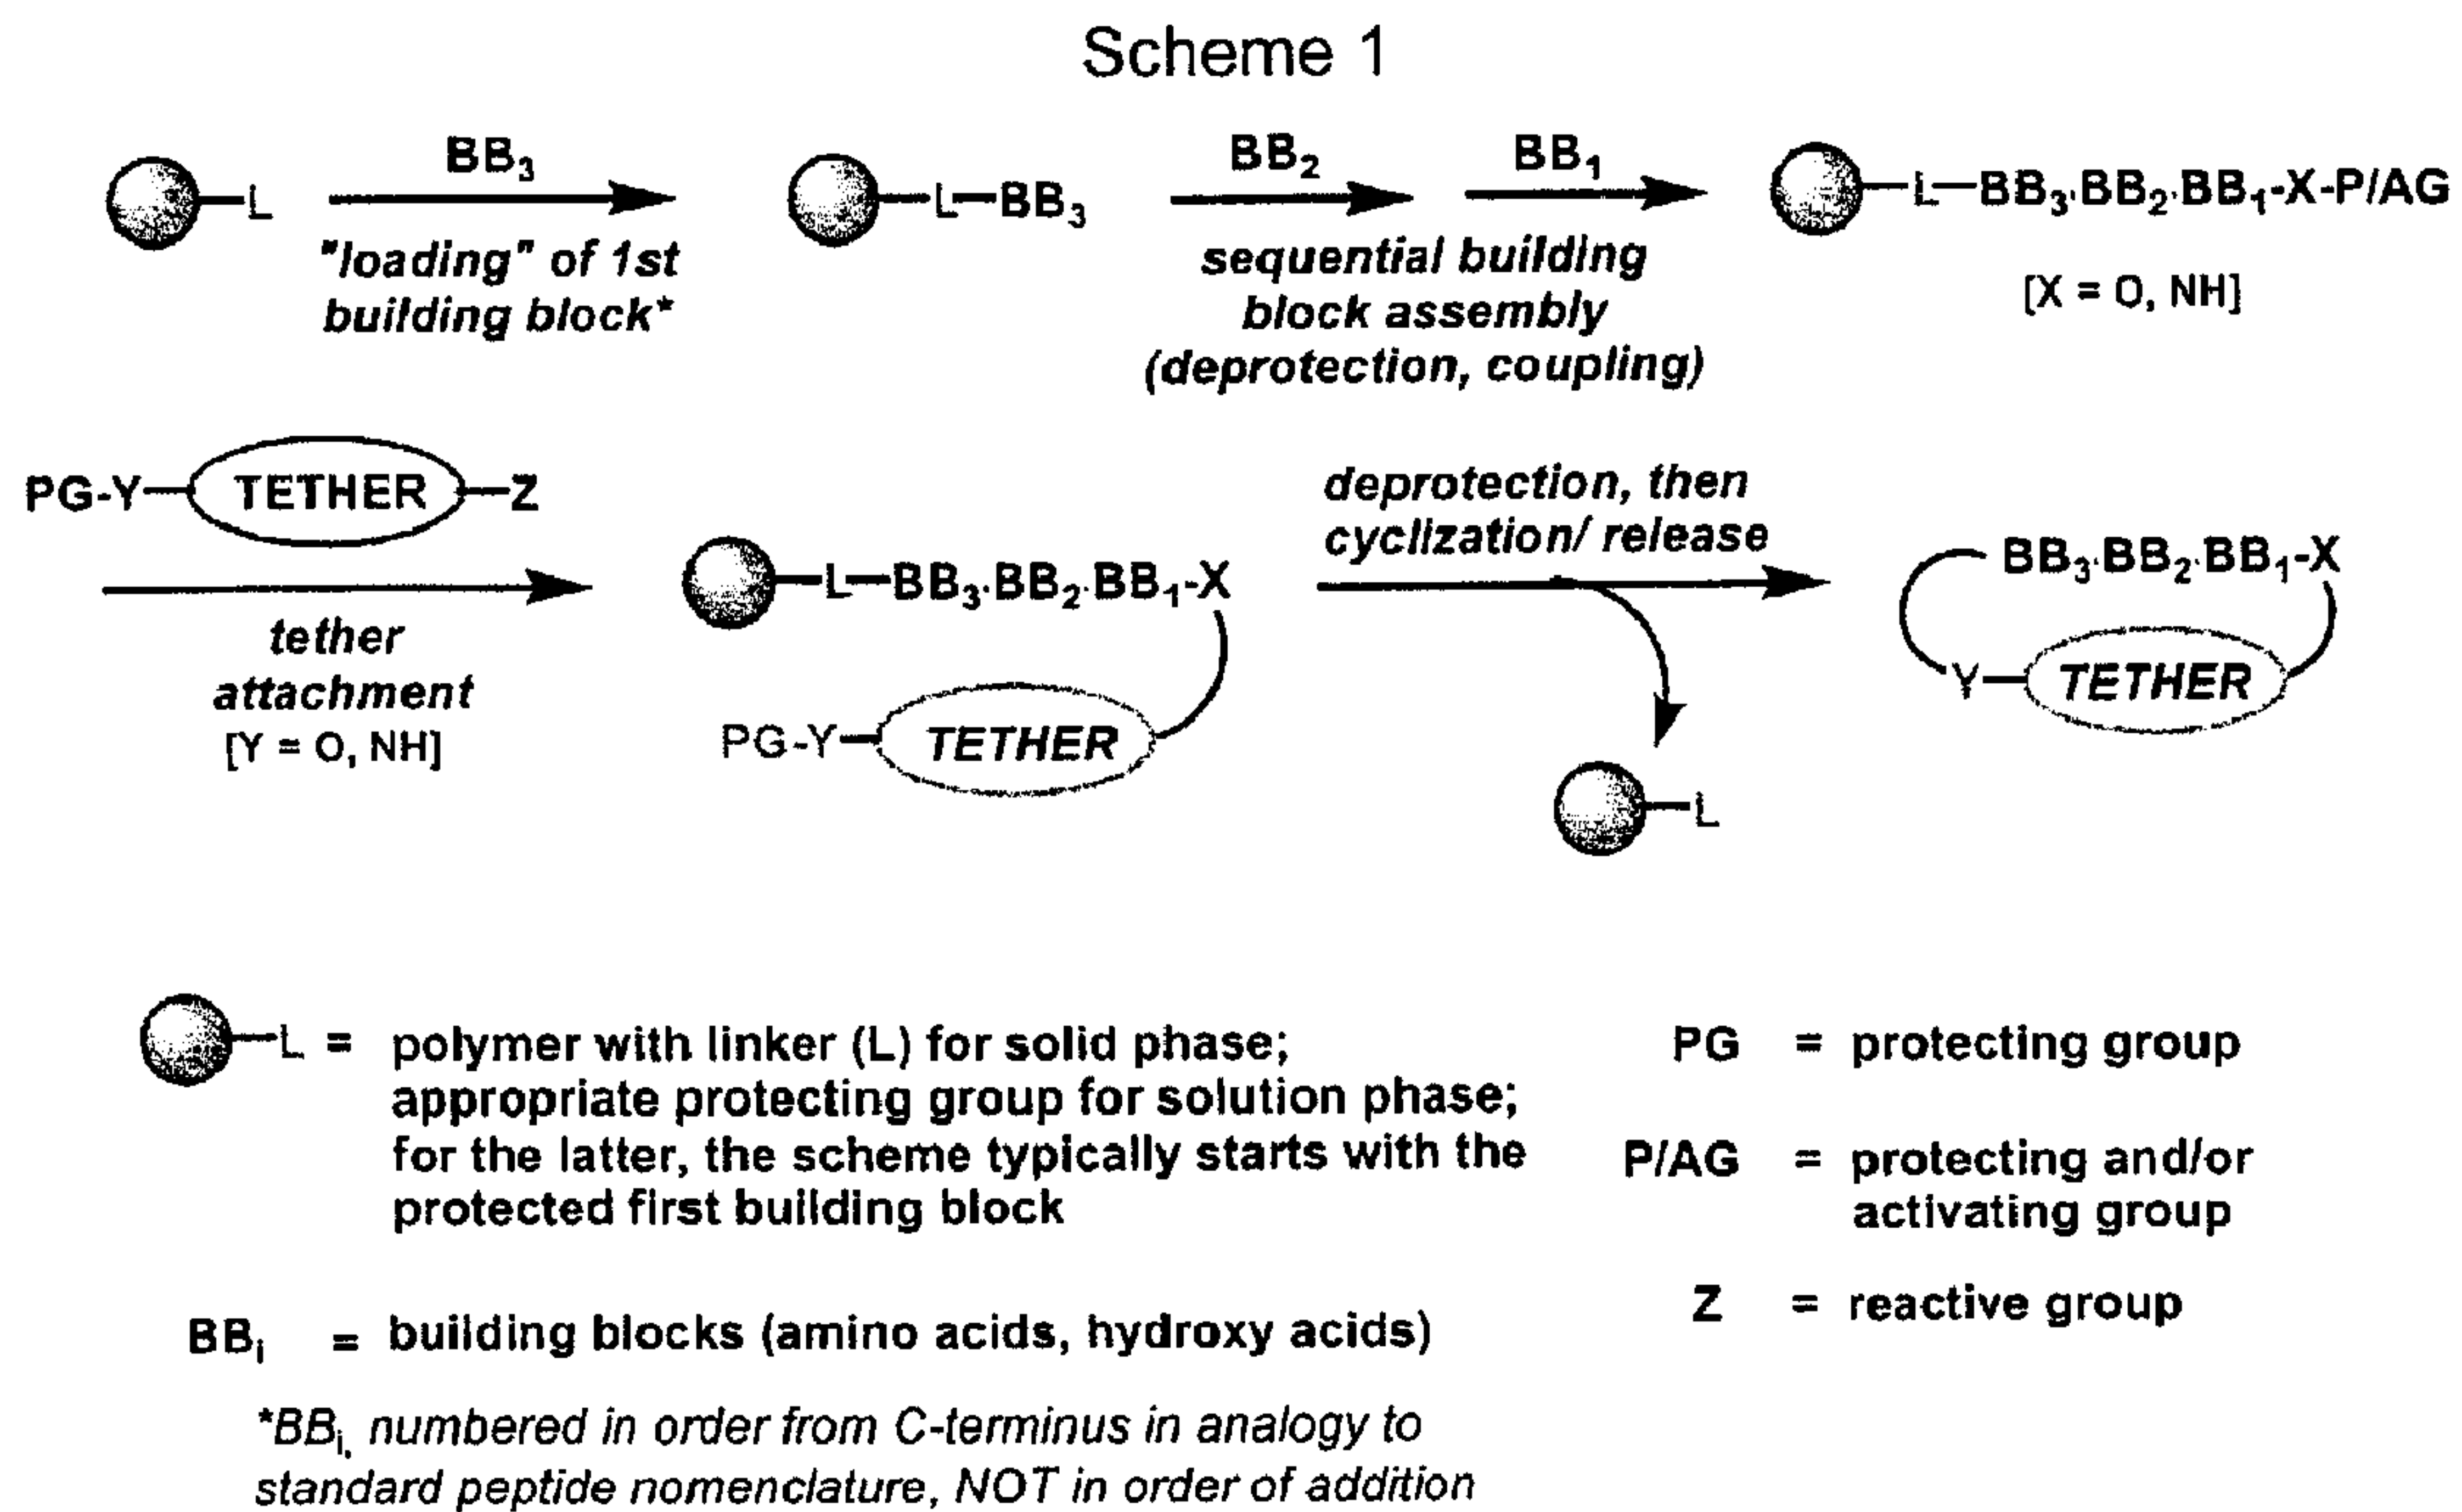 Scheme 1
BB₃ BB₂ BB₁
L L—BB₃ L—BB₃·BB₂·BB₁-X-P/AG
"loading" of 1st
building block*
sequential building
block assembly
(deprotection, coupling)
[X = O, NH]
PG-Y—TETHER—Z
tether
attachment
[Y = O, NH]
L—BB₃·BB₂·BB₁-X
PG-Y—TETHER
deprotection, then
cyclization/ release
L
BB₃·BB₂·BB₁-X
Y—TETHER
L = polymer with linker (L) for solid phase;
appropriate protecting group for solution phase;
for the latter, the scheme typically starts with the
protected first building block
BBᵢ = building blocks (amino acids, hydroxy acids)
*BBᵢ, numbered in order from C-terminus in analogy to
standard peptide nomenclature, NOT in order of addition
PG = protecting group
P/AG = protecting and/or
activating group
Z = reactive group